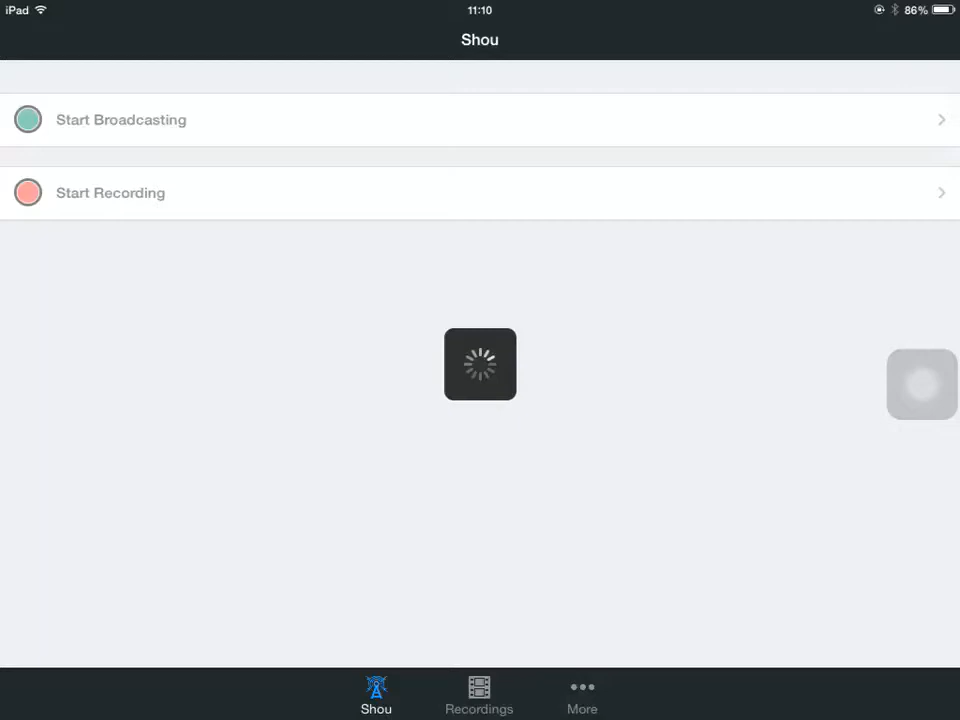 iPad 11:10 86%
Shou
Start Broadcasting
Start Recording
Shou Recordings More